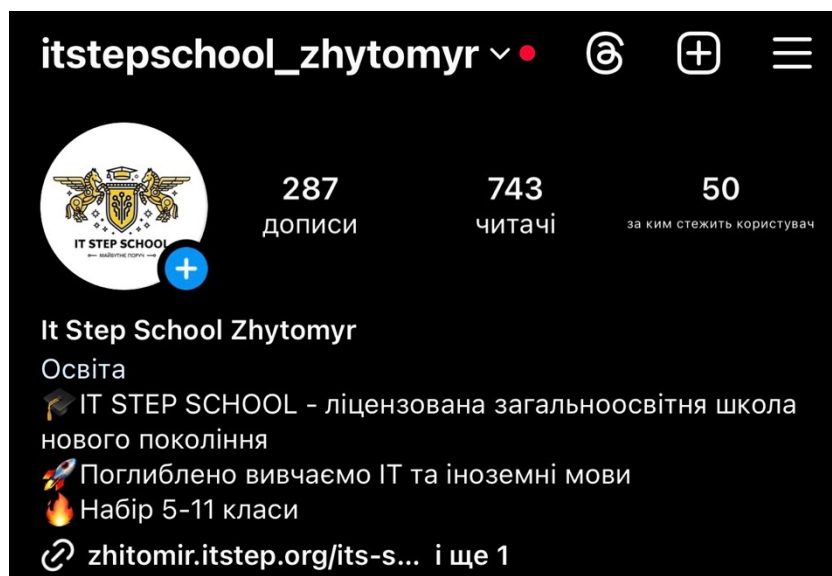 itstepschool_zhytomyr
287
дописи
743
читачі
50
за ким стежить користувач
IT STEP SCHOOL
МАЙБУТНЄ ПОРУЧ
It Step School Zhytomyr
Освіта
🎓IT STEP SCHOOL - ліцензована загальноосвітня школа
нового покоління
🚀Поглиблено вивчаємо ІТ та іноземні мови
🔥Набір 5-11 класи
zhitomir.itstep.org/its-s... і ще 1